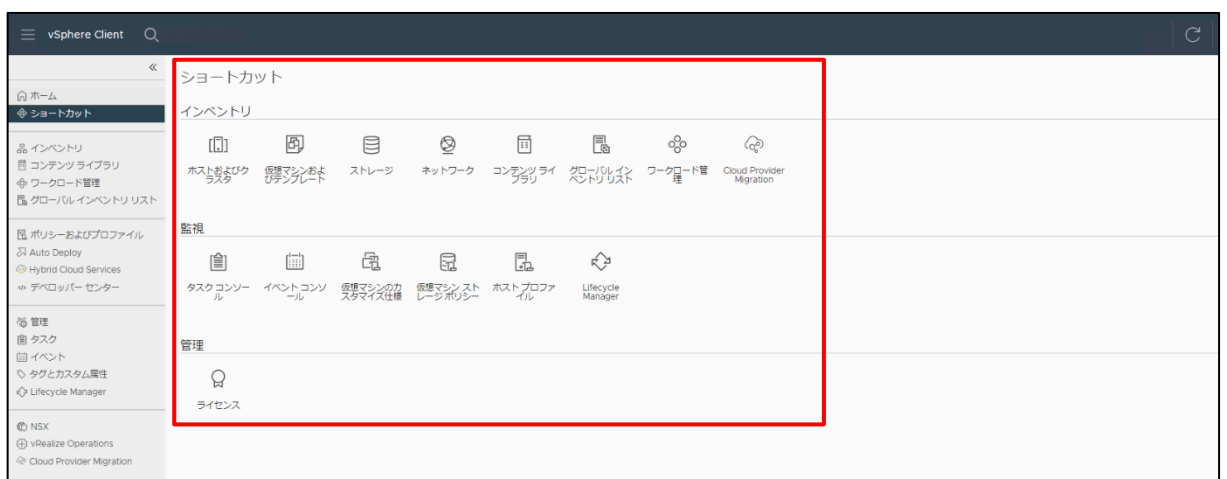 vSphere Client
ホーム
ショートカット
インベントリ
コンテンツ ライブラリ
ワークロード管理
グローバル インベントリ リスト
ポリシーおよびプロファイル
Auto Deploy
Hybrid Cloud Services
デベロッパー センター
管理
タスク
イベント
タグとカスタム属性
Lifecycle Manager
NSX
vRealize Operations
Cloud Provider Migration
ショートカット
インベントリ
ホストおよびク
ラスタ
仮想マシンおよ
びテンプレート
ストレージ
ネットワーク
コンテンツ ライ
ブラリ
グローバル イン
ベントリ リスト
ワークロード管
理
Cloud Provider
Migration
監視
タスク コンソー
ル
イベント コンソ
ール
仮想マシンのカ
スタマイズ仕様
仮想マシン スト
レージ ポリシー
ホスト プロファ
イル
Lifecycle
Manager
管理
ライセンス